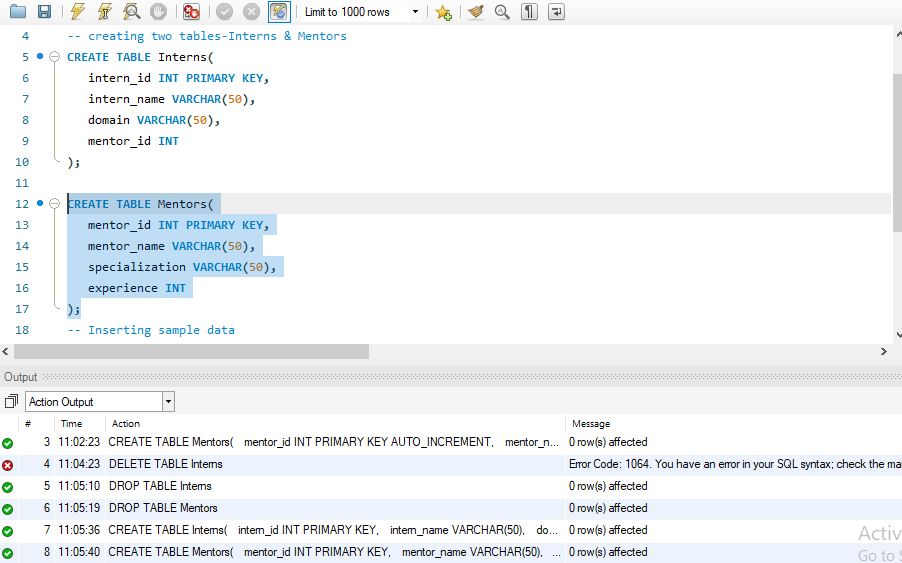 Limit to 1000 rows
4 -- creating two tables-Interns & Mentors
5 CREATE TABLE Interns(
6 intern_id INT PRIMARY KEY,
7 intern_name VARCHAR(50),
8 domain VARCHAR(50),
9 mentor_id INT
10 );
11
12 CREATE TABLE Mentors(
13 mentor_id INT PRIMARY KEY,
14 mentor_name VARCHAR(50),
15 specialization VARCHAR(50),
16 experience INT
17 );
18 -- Inserting sample data
Output
Action Output
# Time Action Message
3 11:02:23 CREATE TABLE Mentors( mentor_id INT PRIMARY KEY AUTO_INCREMENT, mentor_n... 0 row(s) affected
4 11:04:23 DELETE TABLE Interns Error Code: 1064. You have an error in your SQL syntax; check the ma
5 11:05:10 DROP TABLE Interns 0 row(s) affected
6 11:05:19 DROP TABLE Mentors 0 row(s) affected
7 11:05:36 CREATE TABLE Interns( intern_id INT PRIMARY KEY, intern_name VARCHAR(50), do... 0 row(s) affected
8 11:05:40 CREATE TABLE Mentors( mentor_id INT PRIMARY KEY, mentor_name VARCHAR(50), ... 0 row(s) affected
Activ
Go to S